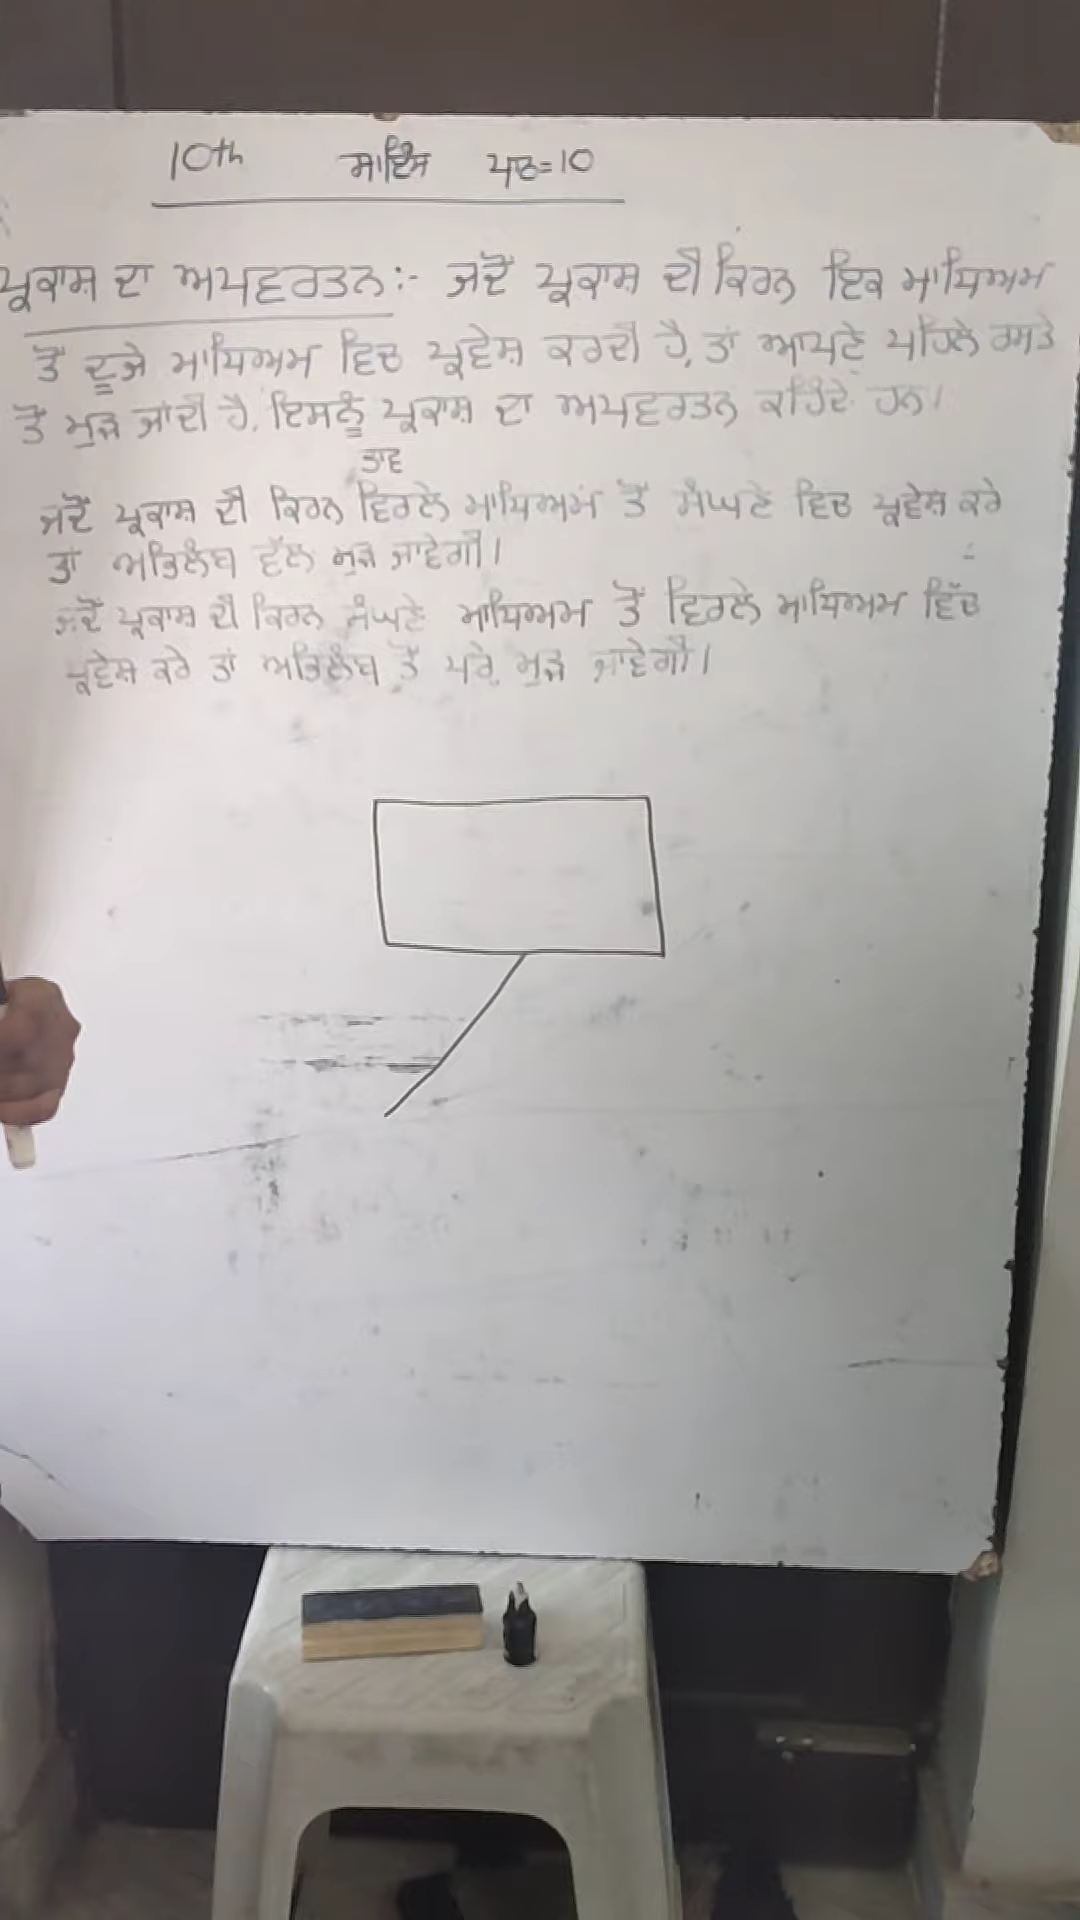 10th ਸਾਇੰਸ ਪਾਠ=10
ਪ੍ਰਕਾਸ਼ ਦਾ ਅਪਵਰਤਨ:- ਜਦੋਂ ਪ੍ਰਕਾਸ਼ ਦੀ ਕਿਰਨ ਇਕ ਮਾਧਿਅਮ
ਤੋਂ ਦੂਜੇ ਮਾਧਿਅਮ ਵਿਚ ਪ੍ਰਵੇਸ਼ ਕਰਦੀ ਹੈ, ਤਾਂ ਆਪਣੇ ਪਹਿਲੇ ਰਸਤੇ
ਤੋਂ ਮੁੜ ਜਾਂਦੀ ਹੈ, ਇਸਨੂੰ ਪ੍ਰਕਾਸ਼ ਦਾ ਅਪਵਰਤਨ ਕਹਿੰਦੇ ਹਨ।
ਜਦੋਂ ਪ੍ਰਕਾਸ਼ ਦੀ ਕਿਰਨ ਵਿਰਲੇ ਮਾਧਿਅਮ ਤੋਂ ਸੰਘਣੇ ਵਿਚ ਪ੍ਰਵੇਸ਼ ਕਰੇ
ਤਾਂ ਅਭਿਲੰਬ ਵੱਲ ਮੁੜ ਜਾਵੇਗੀ।
ਜਦੋਂ ਪ੍ਰਕਾਸ਼ ਦੀ ਕਿਰਨ ਸੰਘਣੇ ਮਾਧਿਅਮ ਤੋਂ ਵਿਰਲੇ ਮਾਧਿਅਮ ਵਿੱਚ
ਪ੍ਰਵੇਸ਼ ਕਰੇ ਤਾਂ ਅਭਿਲੰਬ ਤੋਂ ਪਰੇ ਮੁੜ ਜਾਵੇਗੀ।